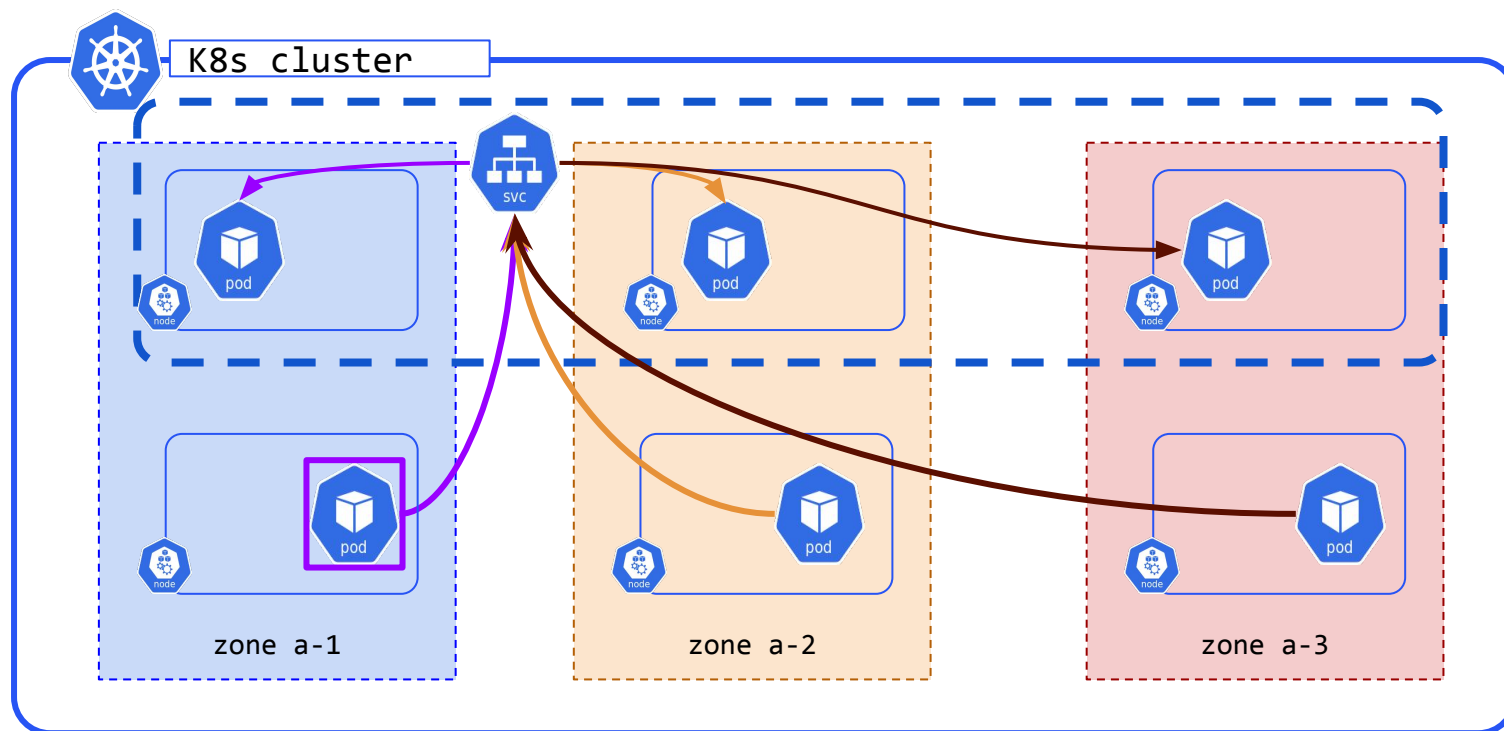 K8s cluster
svc
pod
pod
pod
node
node
node
pod
pod
pod
node
node
node
zone a-1
zone a-2
zone a-3